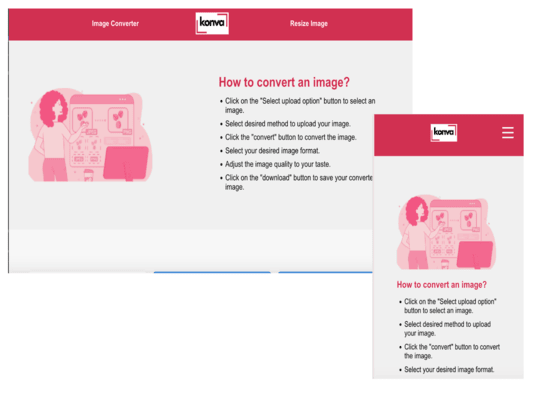 Image Converter
konva
Resize Image
How to convert an image?
• Click on the "Select upload option" button to select an
image.
• Select desired method to upload your image.
• Click the "convert" button to convert the image.
• Select your desired image format.
• Adjust the image quality to your taste.
• Click on the "download" button to save your converte
image.
konva
How to convert an image?
• Click on the "Select upload option"
button to select an image.
• Select desired method to upload
your image.
• Click the "convert" button to convert
the image.
• Select your desired image format.